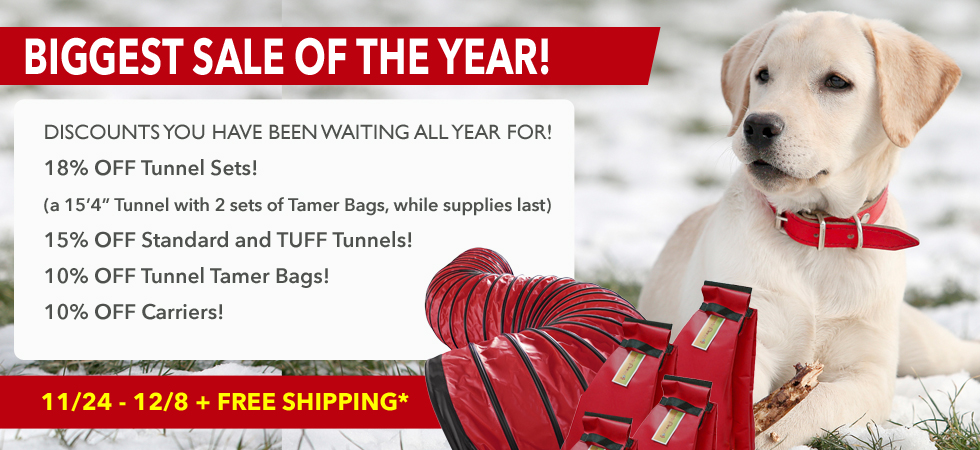 BIGGEST SALE OF THE YEAR!
DISCOUNTS YOU HAVE BEEN WAITING ALL YEAR FOR!
18% OFF Tunnel Sets!
(a 15‘4” Tunnel with 2 sets of Tamer Bags, while supplies last)
15% OFF Standard and TUFF Tunnels!
10% OFF Tunnel Tamer Bags!
10% OFF Carriers!
11/24 - 12/8 + FREE SHIPPING*